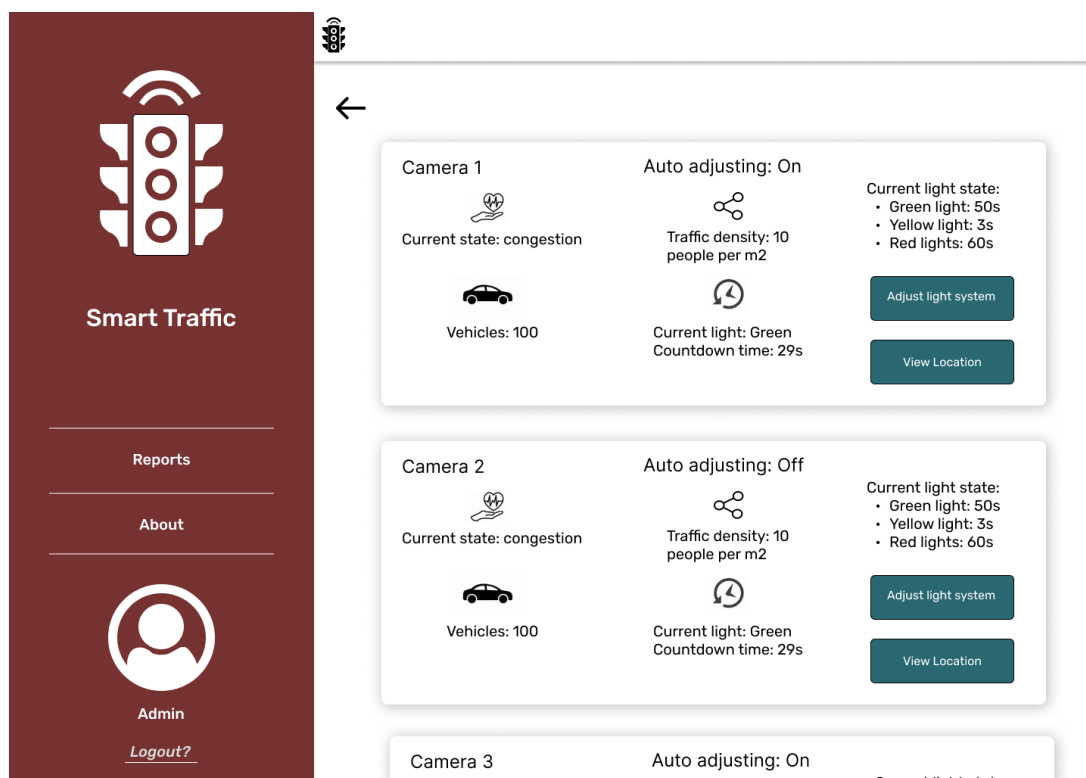 Smart Traffic
Reports
About
Admin
Logout?
Camera 1
Auto adjusting: On
Current state: congestion
Traffic density: 10
people per m2
Vehicles: 100
Current light: Green
Countdown time: 29s
Current light state:
• Green light: 50s
• Yellow light: 3s
• Red lights: 60s
Adjust light system
View Location
Camera 2
Auto adjusting: Off
Current state: congestion
Traffic density: 10
people per m2
Vehicles: 100
Current light: Green
Countdown time: 29s
Current light state:
• Green light: 50s
• Yellow light: 3s
• Red lights: 60s
Adjust light system
View Location
Camera 3
Auto adjusting: On